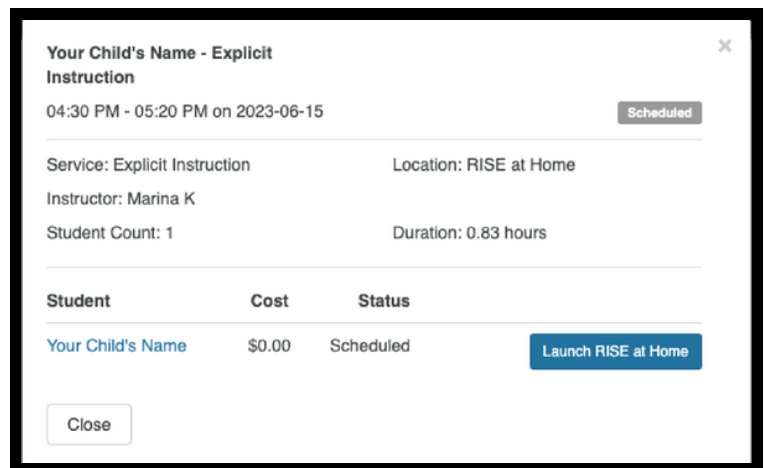 Your Child's Name - Explicit
Instruction
×
04:30 PM - 05:20 PM on 2023-06-15
Scheduled
Service: Explicit Instruction
Location: RISE at Home
Instructor: Marina K
Student Count: 1
Duration: 0.83 hours
Student Cost Status
Your Child's Name $0.00 Scheduled
Launch RISE at Home
Close